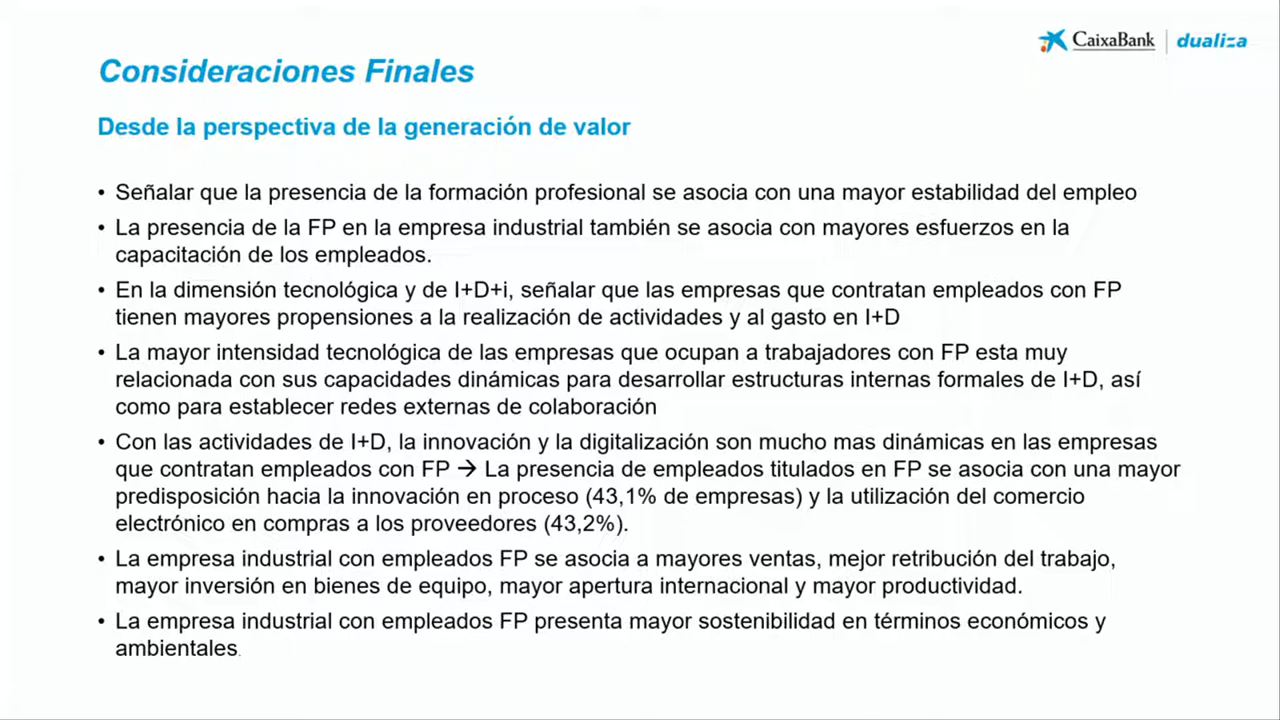 CaixaBank | dualiza
Consideraciones Finales
Desde la perspectiva de la generación de valor
• Señalar que la presencia de la formación profesional se asocia con una mayor estabilidad del empleo
• La presencia de la FP en la empresa industrial también se asocia con mayores esfuerzos en la
capacitación de los empleados.
• En la dimensión tecnológica y de I+D+i, señalar que las empresas que contratan empleados con FP
tienen mayores propensiones a la realización de actividades y al gasto en I+D
• La mayor intensidad tecnológica de las empresas que ocupan a trabajadores con FP esta muy
relacionada con sus capacidades dinámicas para desarrollar estructuras internas formales de I+D, así
como para establecer redes externas de colaboración
• Con las actividades de I+D, la innovación y la digitalización son mucho mas dinámicas en las empresas
que contratan empleados con FP → La presencia de empleados titulados en FP se asocia con una mayor
predisposición hacia la innovación en proceso (43,1% de empresas) y la utilización del comercio
electrónico en compras a los proveedores (43,2%).
• La empresa industrial con empleados FP se asocia a mayores ventas, mejor retribución del trabajo,
mayor inversión en bienes de equipo, mayor apertura internacional y mayor productividad.
• La empresa industrial con empleados FP presenta mayor sostenibilidad en términos económicos y
ambientales.